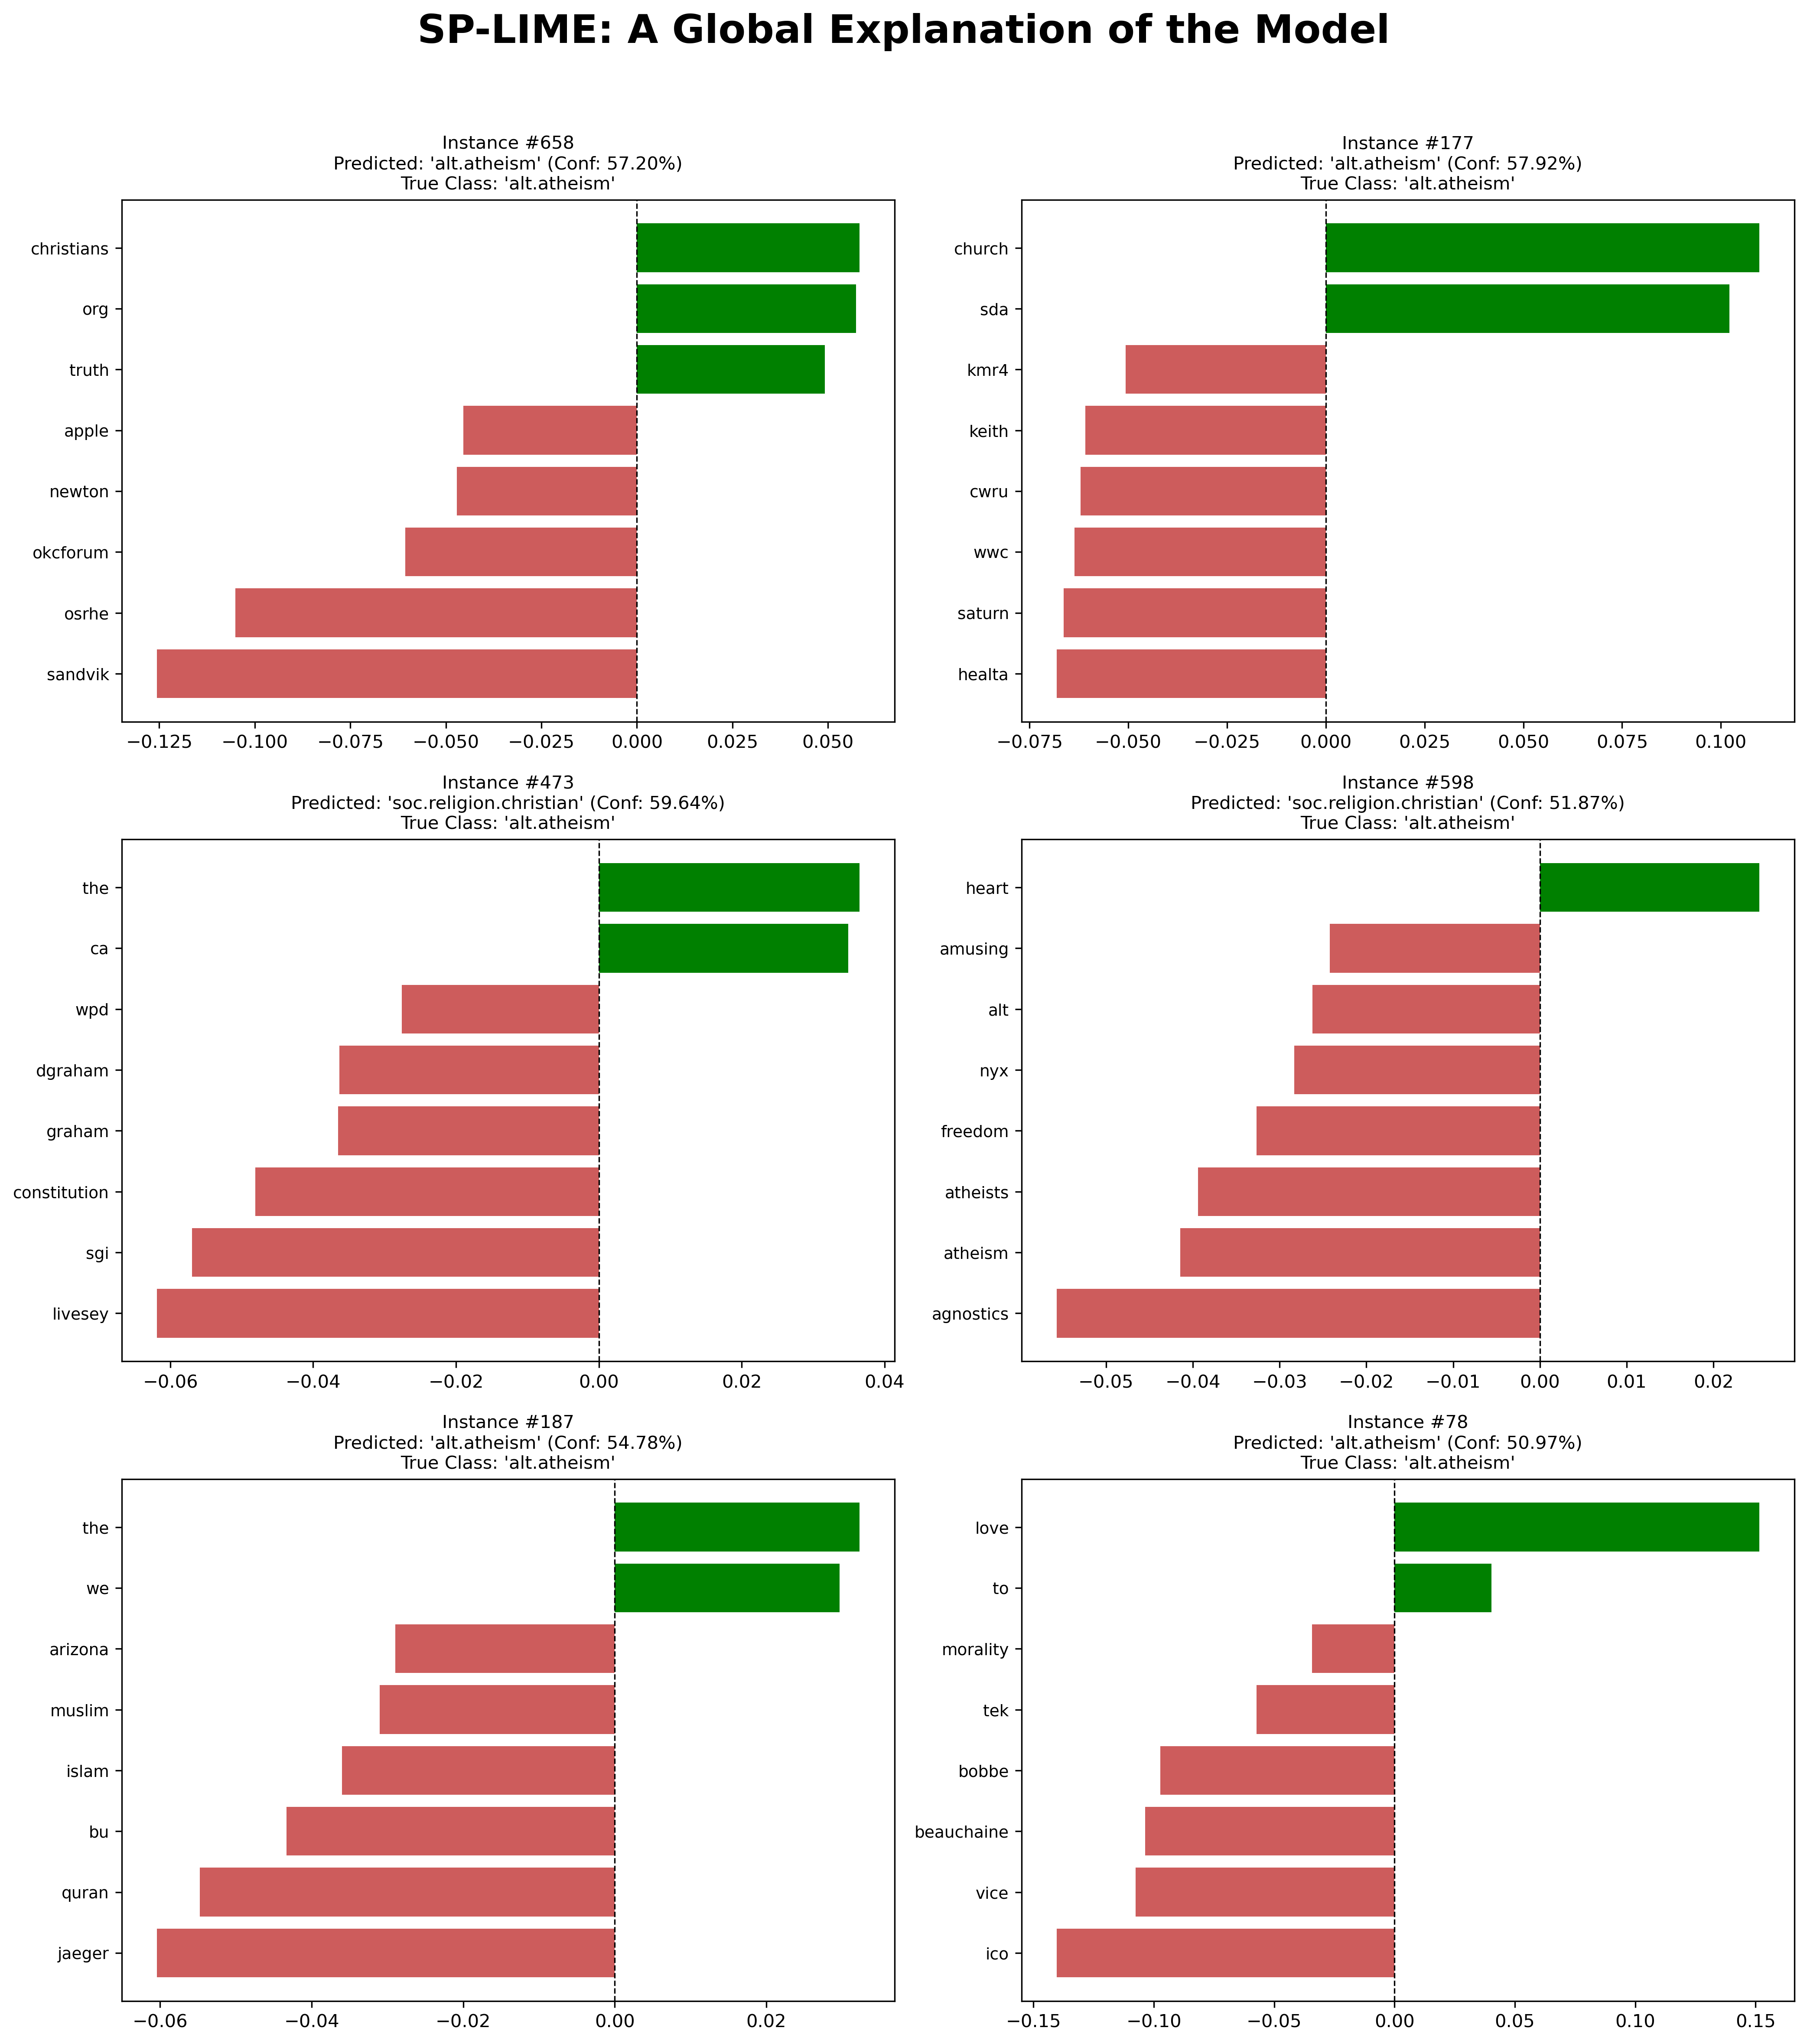 SP-LIME: A Global Explanation of the Model
Instance #658
Predicted: 'alt.atheism' (Conf: 57.20%)
True Class: 'alt.atheism'
christians
org
truth
apple
newton
okcforum
osrhe
sandvik
−0.125 −0.100 −0.075 −0.050 −0.025 0.000 0.025 0.050
Instance #177
Predicted: 'alt.atheism' (Conf: 57.92%)
True Class: 'alt.atheism'
church
sda
kmr4
keith
cwru
wwc
saturn
healta
−0.075 −0.050 −0.025 0.000 0.025 0.050 0.075 0.100
Instance #473
Predicted: 'soc.religion.christian' (Conf: 59.64%)
True Class: 'alt.atheism'
the
ca
wpd
dgraham
graham
constitution
sgi
livesey
−0.06 −0.04 −0.02 0.00 0.02 0.04
Instance #598
Predicted: 'soc.religion.christian' (Conf: 51.87%)
True Class: 'alt.atheism'
heart
amusing
alt
nyx
freedom
atheists
atheism
agnostics
−0.05 −0.04 −0.03 −0.02 −0.01 0.00 0.01 0.02
Instance #187
Predicted: 'alt.atheism' (Conf: 54.78%)
True Class: 'alt.atheism'
the
we
arizona
muslim
islam
bu
quran
jaeger
−0.06 −0.04 −0.02 0.00 0.02
Instance #78
Predicted: 'alt.atheism' (Conf: 50.97%)
True Class: 'alt.atheism'
love
to
morality
tek
bobbe
beauchaine
vice
ico
−0.15 −0.10 −0.05 0.00 0.05 0.10 0.15